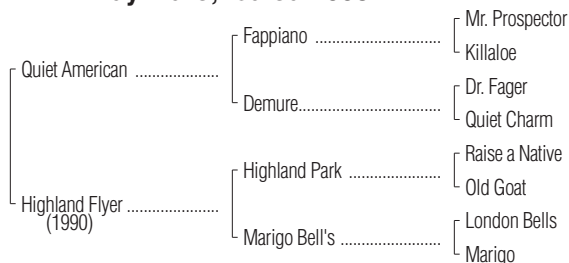 Mr. Prospector
Fappiano
Killaloe
Quiet American
Dr. Fager
Demure
Quiet Charm
Raise a Native
Highland Park
Old Goat
Highland Flyer
(1990)
London Bells
Marigo Bell's
Marigo